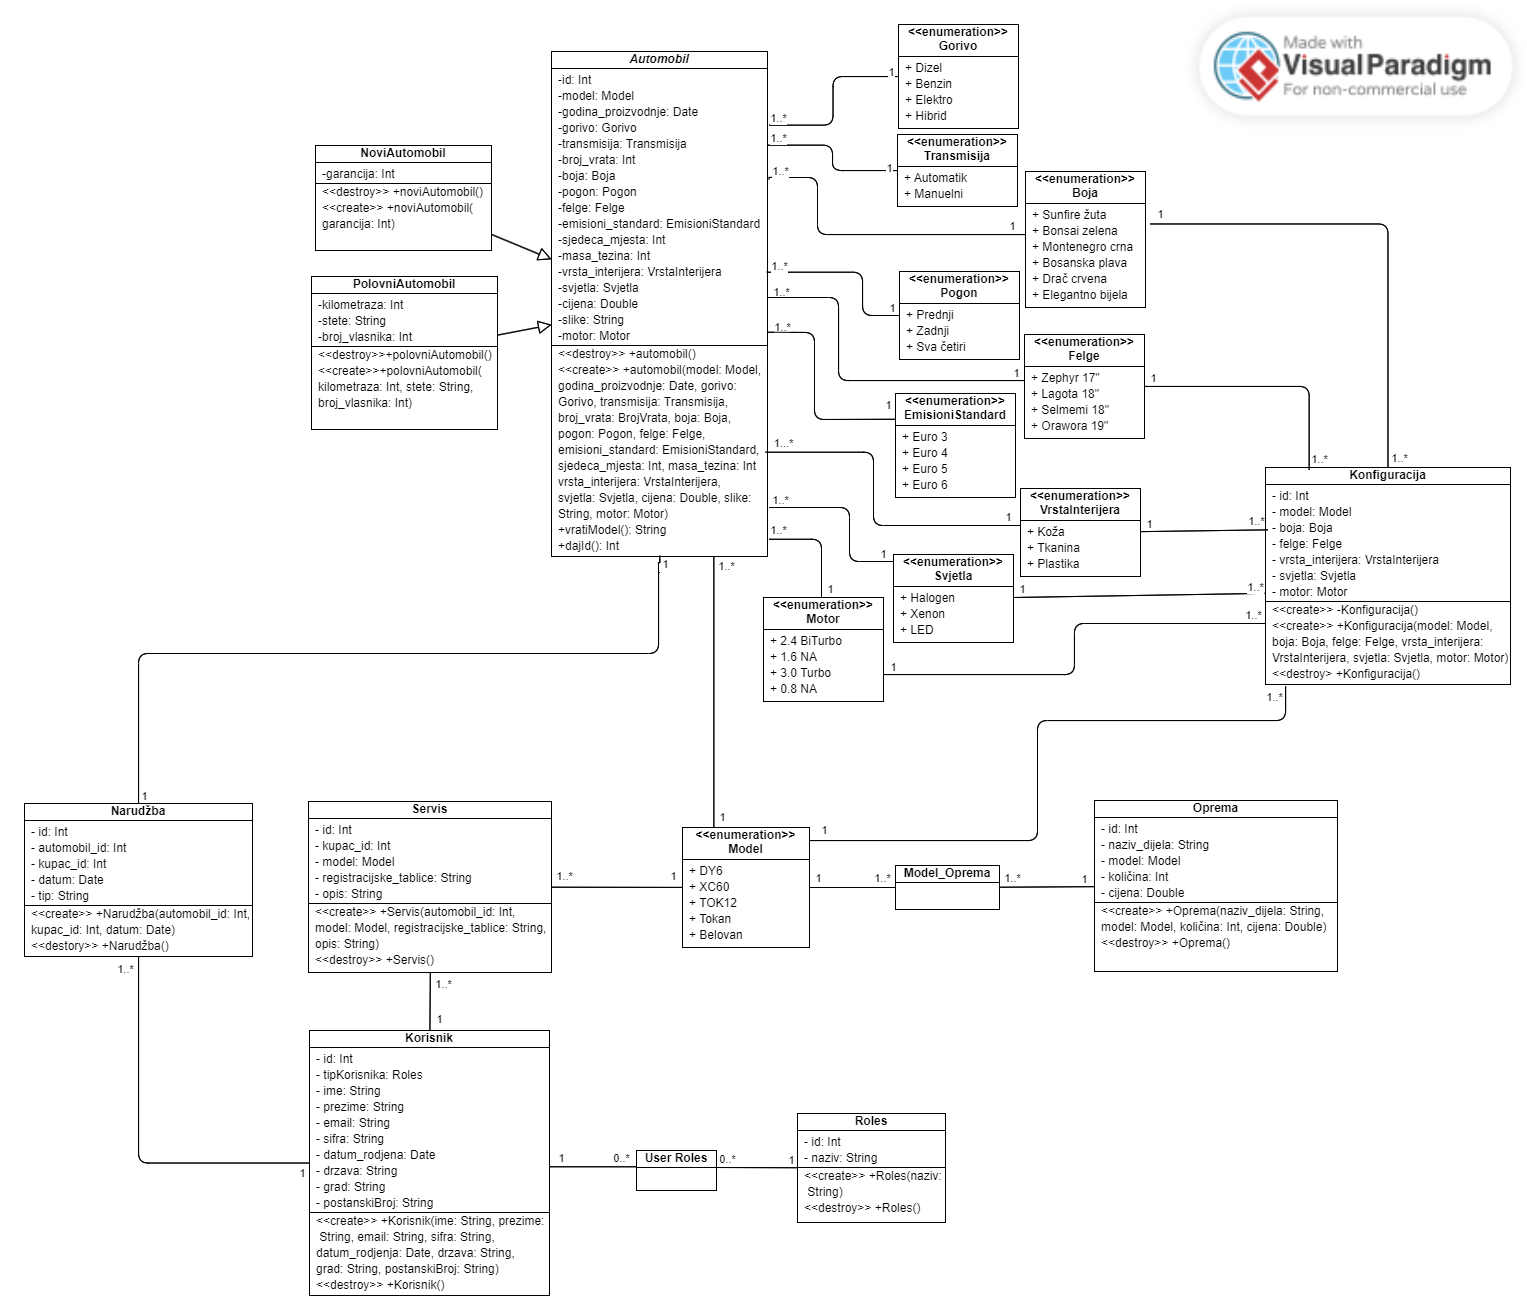 Made with
Visual Paradigm
For non-commercial use
Automobil
-id: Int
-model: Model
-godina_proizvodnje: Date
-gorivo: Gorivo
-transmisija: Transmisija
-broj_vrata: Int
-boja: Boja
-pogon: Pogon
-felge: Felge
-emisioni_standard: EmisioniStandard
-sjedeca_mjesta: Int
-masa_tezina: Int
-vrsta_interijera: VrstaInterijera
-svjetla: Svjetla
-cijena: Double
-slike: String
-motor: Motor
<<destroy>> +automobil()
<<create>> +automobil(model: Model,
godina_proizvodnje: Date, gorivo:
Gorivo, transmisija: Transmisija,
broj_vrata: BrojVrata, boja: Boja,
pogon: Pogon, felge: Felge,
emisioni_standard: EmisioniStandard,
sjedeca_mjesta: Int, masa_tezina: Int
vrsta_interijera: VrstaInterijera,
svjetla: Svjetla, cijena: Double, slike:
String, motor: Motor)
+vratiModel(): String
+dajId(): Int
NoviAutomobil
-garancija: Int
<<destroy>> +noviAutomobil()
<<create>> +noviAutomobil(
garancija: Int)
PolovniAutomobil
-kilometraza: Int
-stete: String
-broj_vlasnika: Int
<<destroy>>+polovniAutomobil()
<<create>>+polovniAutomobil(
kilometraza: Int, stete: String,
broj_vlasnika: Int)
<<enumeration>>
Gorivo
+ Dizel
+ Benzin
+ Elektro
+ Hibrid
1..*
1
<<enumeration>>
Transmisija
+ Automatik
+ Manuelni
1..*
1
<<enumeration>>
Boja
+ Sunfire žuta
+ Bonsai zelena
+ Montenegro crna
+ Bosanska plava
+ Drač crvena
+ Elegantno bijela
1..*
1
1
1..*
<<enumeration>>
Pogon
+ Prednji
+ Zadnji
+ Sva četiri
1..*
1
<<enumeration>>
Felge
+ Zephyr 17"
+ Lagota 18"
+ Selmemi 18"
+ Orawora 19"
1..*
1
1
1..*
<<enumeration>>
EmisioniStandard
+ Euro 3
+ Euro 4
+ Euro 5
+ Euro 6
1..*
1
<<enumeration>>
VrstaInterijera
+ Koža
+ Tkanina
+ Plastika
1...*
1
1
1..*
<<enumeration>>
Svjetla
+ Halogen
+ Xenon
+ LED
1..*
1
1
1..*
<<enumeration>>
Motor
+ 2.4 BiTurbo
+ 1.6 NA
+ 3.0 Turbo
+ 0.8 NA
1..*
1
1
1..*
Konfiguracija
- id: Int
- model: Model
- boja: Boja
- felge: Felge
- vrsta_interijera: VrstaInterijera
- svjetla: Svjetla
- motor: Motor
<<create>> -Konfiguracija()
<<create>> +Konfiguracija(model: Model,
boja: Boja, felge: Felge, vrsta_interijera:
VrstaInterijera, svjetla: Svjetla, motor: Motor)
<<destroy> +Konfiguracija()
1..*
1
1
1..*
1
1
Narudžba
- id: Int
- automobil_id: Int
- kupac_id: Int
- datum: Date
- tip: String
<<create>> +Narudžba(automobil_id: Int,
kupac_id: Int, datum: Date)
<<destory>> +Narudžba()
1..*
1
Servis
- id: Int
- kupac_id: Int
- model: Model
- registracijske_tablice: String
- opis: String
<<create>> +Servis(automobil_id: Int,
model: Model, registracijske_tablice: String,
opis: String)
<<destroy>> +Servis()
1..*
1
1..*
1
<<enumeration>>
Model
+ DY6
+ XC60
+ TOK12
+ Tokan
+ Belovan
1
1..*
Model_Oprema
1..*
1
Oprema
- id: Int
- naziv_dijela: String
- model: Model
- količina: Int
- cijena: Double
<<create>> +Oprema(naziv_dijela: String,
model: Model, količina: Int, cijena: Double)
<<destroy>> +Oprema()
Korisnik
- id: Int
- tipKorisnika: Roles
- ime: String
- prezime: String
- email: String
- sifra: String
- datum_rodjena: Date
- drzava: String
- grad: String
- postanskiBroj: String
<<create>> +Korisnik(ime: String, prezime:
String, email: String, sifra: String,
datum_rodjenja: Date, drzava: String,
grad: String, postanskiBroj: String)
<<destroy>> +Korisnik()
1
0..*
User Roles
0..*
1
Roles
- id: Int
- naziv: String
<<create>> +Roles(naziv:
String)
<<destroy>> +Roles()